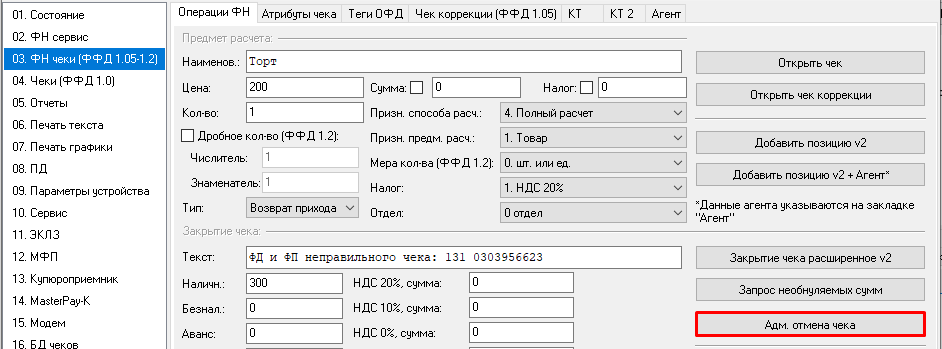 01. Состояние
02. ФН сервис
03. ФН чеки (ФФД 1.05-1.2)
04. Чеки (ФФД 1.0)
05. Отчеты
06. Печать текста
07. Печать графики
08. ПД
09. Параметры устройства
10. Сервис
11. ЭКЛЗ
12. МФП
13. Купюроприемник
14. MasterPay-K
15. Модем
16. БД чеков
Операции ФН Атрибуты чека Теги ОФД Чек коррекции (ФФД 1.05) КТ КТ 2 Агент
Предмет расчета:
Наименов.: Торт
Цена: 200 Сумма: 0 Налог: 0
Кол-во: 1 Призн. способа расч.: 4. Полный расчет
Дробное кол-во (ФФД 1.2): Призн. предм. расч.: 1. Товар
Числитель: 1 Мера кол-ва (ФФД 1.2): 0. шт. или ед.
Знаменатель: 1 Налог: 1. НДС 20%
Тип: Возврат прихода Отдел: 0 отдел
Открыть чек
Открыть чек коррекции
Добавить позицию v2
Добавить позицию v2 + Агент*
*Данные агента указываются на закладке
"Агент"
Закрытие чека:
Текст: ФД и ФП неправильного чека: 131 0303956623
Наличн.: 300 НДС 20%, сумма: 0
Безнал.: 0 НДС 10%, сумма: 0
Аванс: 0 НДС 0%, сумма: 0
Закрытие чека расширенное v2
Запрос необнуляемых сумм
Адм. отмена чека